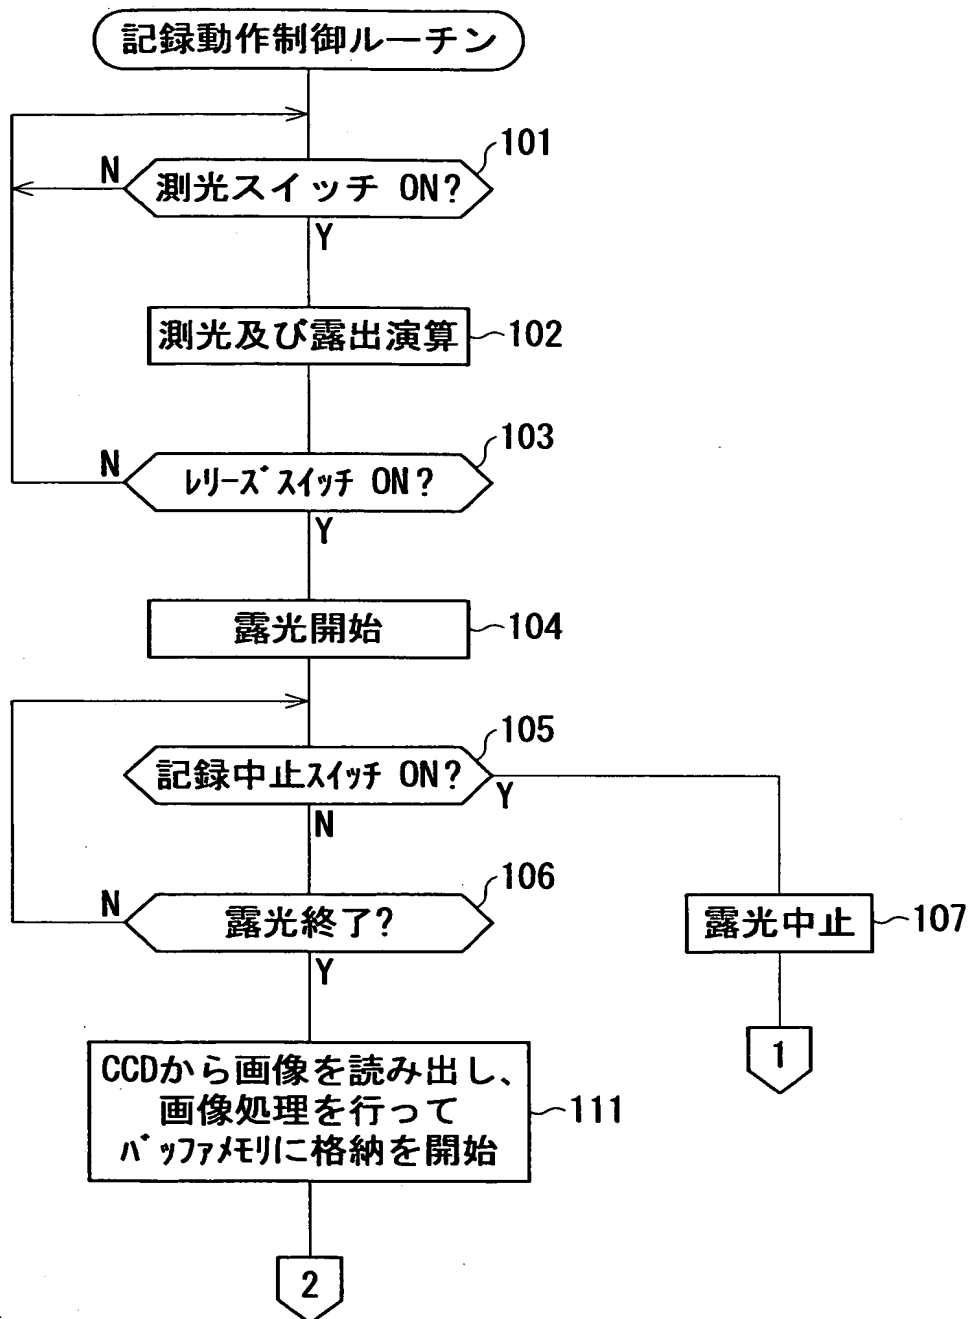 記録動作制御ルーチン
101
N
測光スイッチ ON?
Y
測光及び露出演算
102
103
N
ﾚﾘｰｽﾞｽｲｯﾁ ON?
Y
露光開始
104
105
記録中止ｽｲｯﾁ ON?
Y
N
106
N
露光終了?
Y
露光中止
107
1
CCDから画像を読み出し、
画像処理を行って
ﾊﾞｯﾌｧﾒﾓﾘに格納を開始
111
2